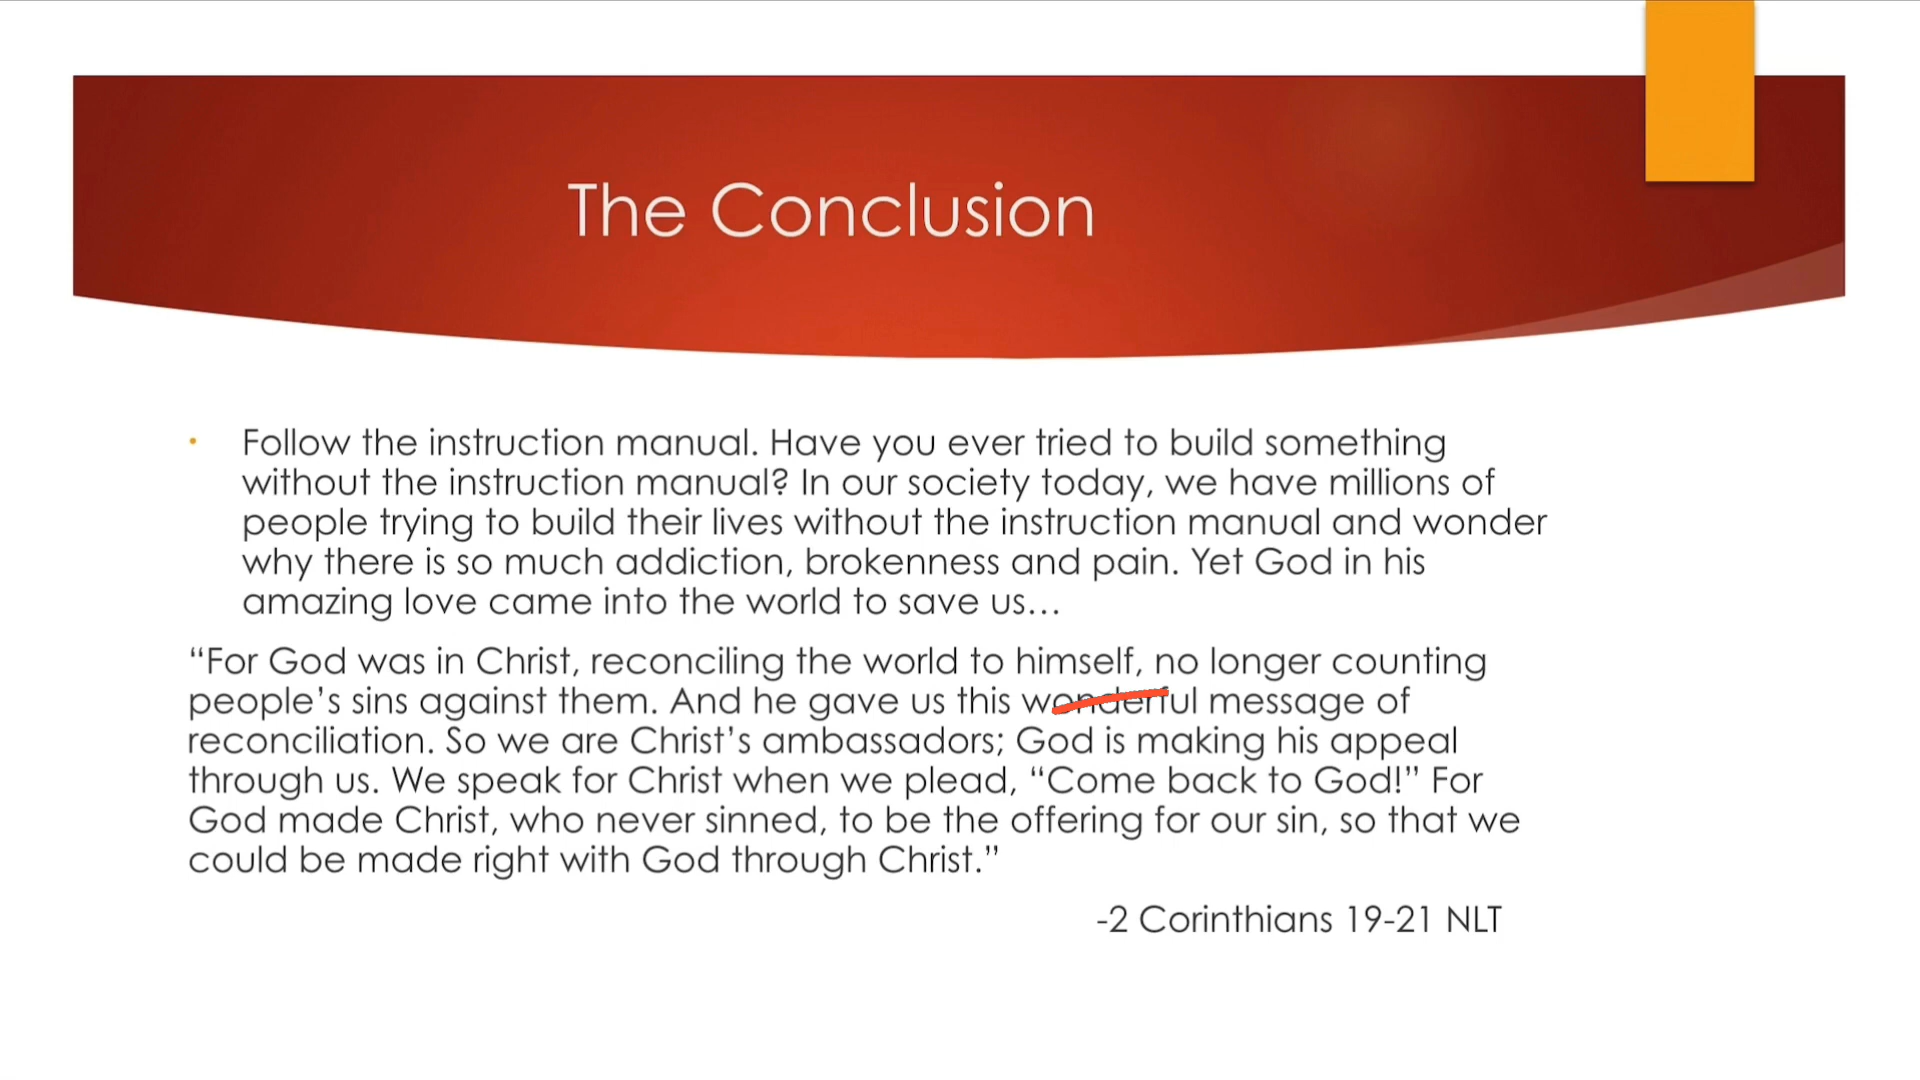 The Conclusion
• Follow the instruction manual. Have you ever tried to build something
without the instruction manual? In our society today, we have millions of
people trying to build their lives without the instruction manual and wonder
why there is so much addiction, brokenness and pain. Yet God in his
amazing love came into the world to save us…
“For God was in Christ, reconciling the world to himself, no longer counting
people’s sins against them. And he gave us this wonderful message of
reconciliation. So we are Christ’s ambassadors; God is making his appeal
through us. We speak for Christ when we plead, “Come back to God!” For
God made Christ, who never sinned, to be the offering for our sin, so that we
could be made right with God through Christ.”
-2 Corinthians 19-21 NLT